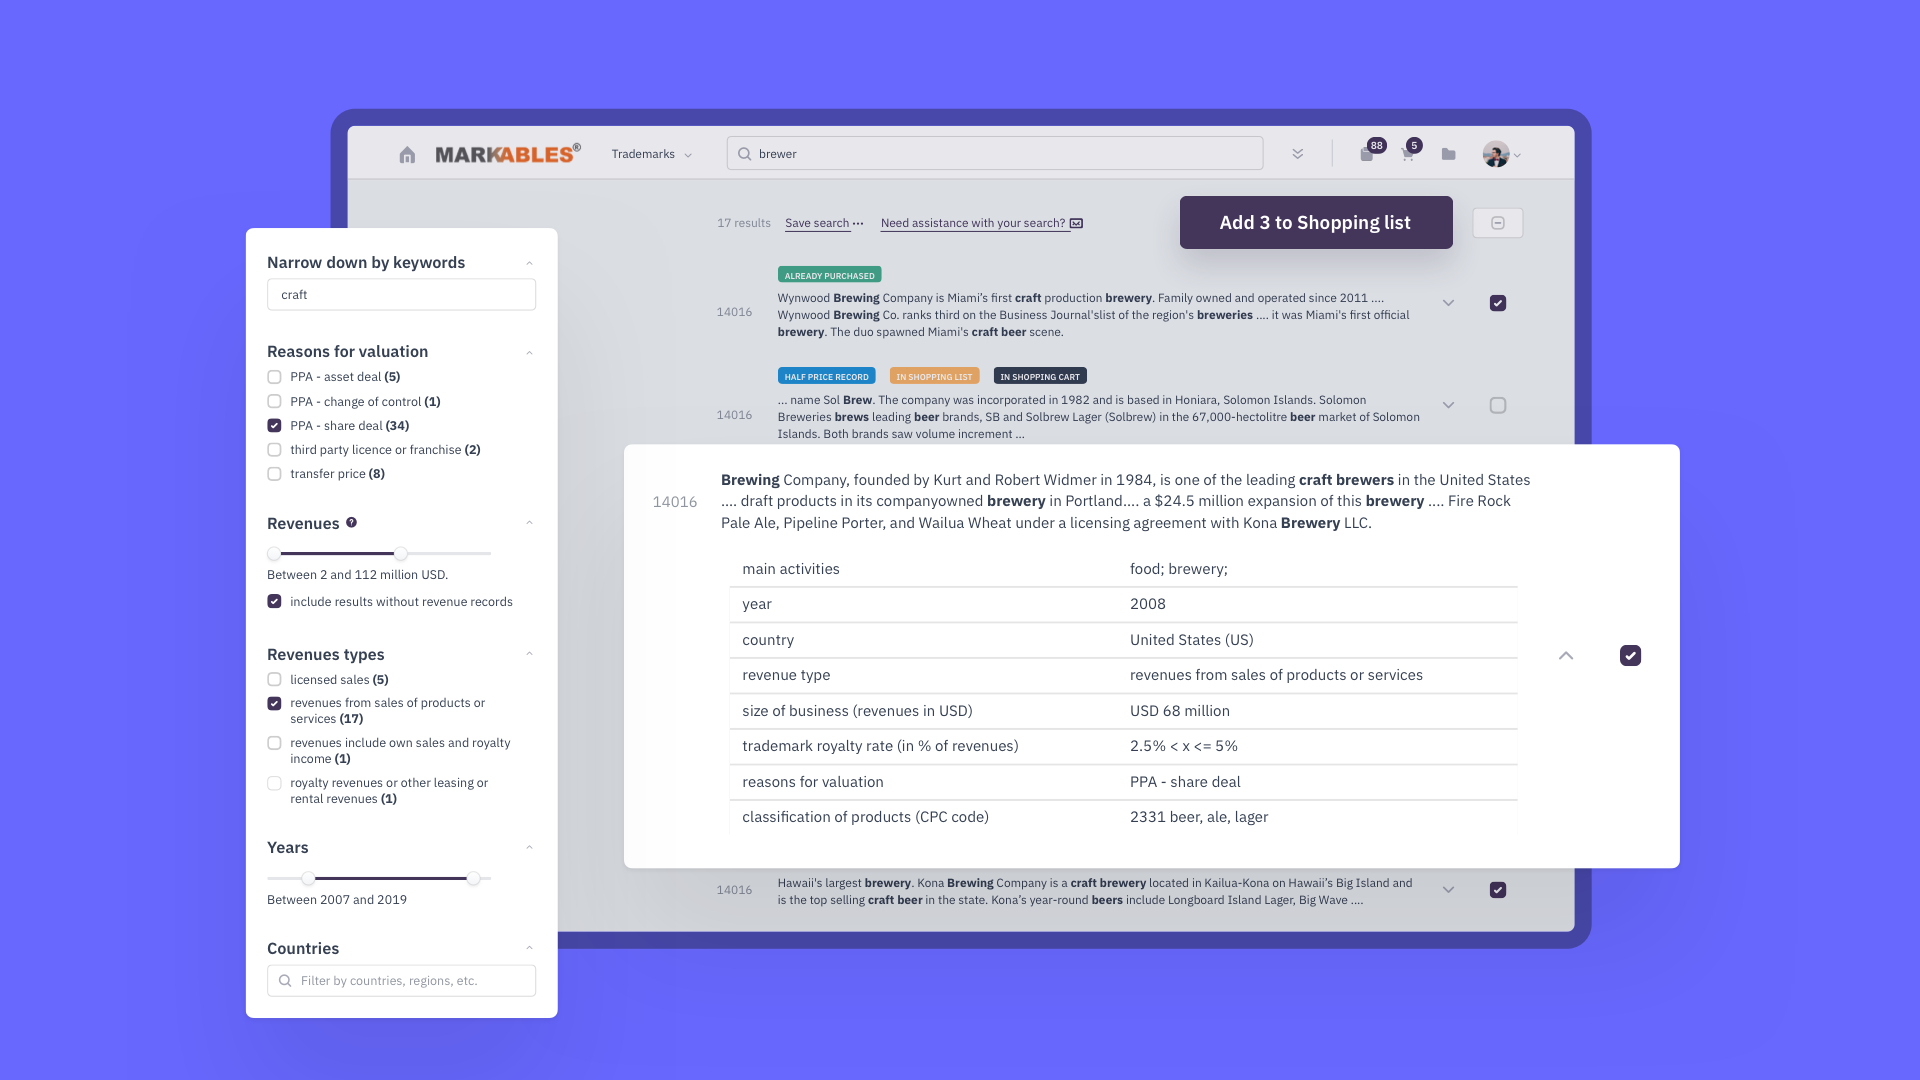 MARKABLES®
Trademarks
brewer
88
5
17 results
Save search ...
Need assistance with your search?
Add 3 to Shopping list
Narrow down by keywords
craft
Reasons for valuation
PPA - asset deal (5)
PPA - change of control (1)
PPA - share deal (34)
third party licence or franchise (2)
transfer price (8)
Revenues ?
Between 2 and 112 million USD.
include results without revenue records
Revenues types
licensed sales (5)
revenues from sales of products or
services (17)
revenues include own sales and royalty
income (1)
royalty revenues or other leasing or
rental revenues (1)
Years
Between 2007 and 2019
Countries
Filter by countries, regions, etc.
ALREADY PURCHASED
14016
Wynwood Brewing Company is Miami's first craft production brewery. Family owned and operated since 2011 ....
Wynwood Brewing Co. ranks third on the Business Journal'slist of the region's breweries .... it was Miami's first official
brewery. The duo spawned Miami's craft beer scene.
HALF PRICE RECORD
IN SHOPPING LIST
IN SHOPPING CART
14016
... name Sol Brew. The company was incorporated in 1982 and is based in Honiara, Solomon Islands. Solomon
Breweries brews leading beer brands, SB and Solbrew Lager (Solbrew) in the 67,000-hectolitre beer market of Solomon
Islands. Both brands saw volume increment ...
14016
Brewing Company, founded by Kurt and Robert Widmer in 1984, is one of the leading craft brewers in the United States
.... draft products in its companyowned brewery in Portland.... a $24.5 million expansion of this brewery .... Fire Rock
Pale Ale, Pipeline Porter, and Wailua Wheat under a licensing agreement with Kona Brewery LLC.
main activities food; brewery;
year 2008
country United States (US)
revenue type revenues from sales of products or services
size of business (revenues in USD) USD 68 million
trademark royalty rate (in % of revenues) 2.5% < x <= 5%
reasons for valuation PPA - share deal
classification of products (CPC code) 2331 beer, ale, lager
14016
Hawaii's largest brewery. Kona Brewing Company is a craft brewery located in Kailua-Kona on Hawaii's Big Island and
is the top selling craft beer in the state. Kona's year-round beers include Longboard Island Lager, Big Wave ....